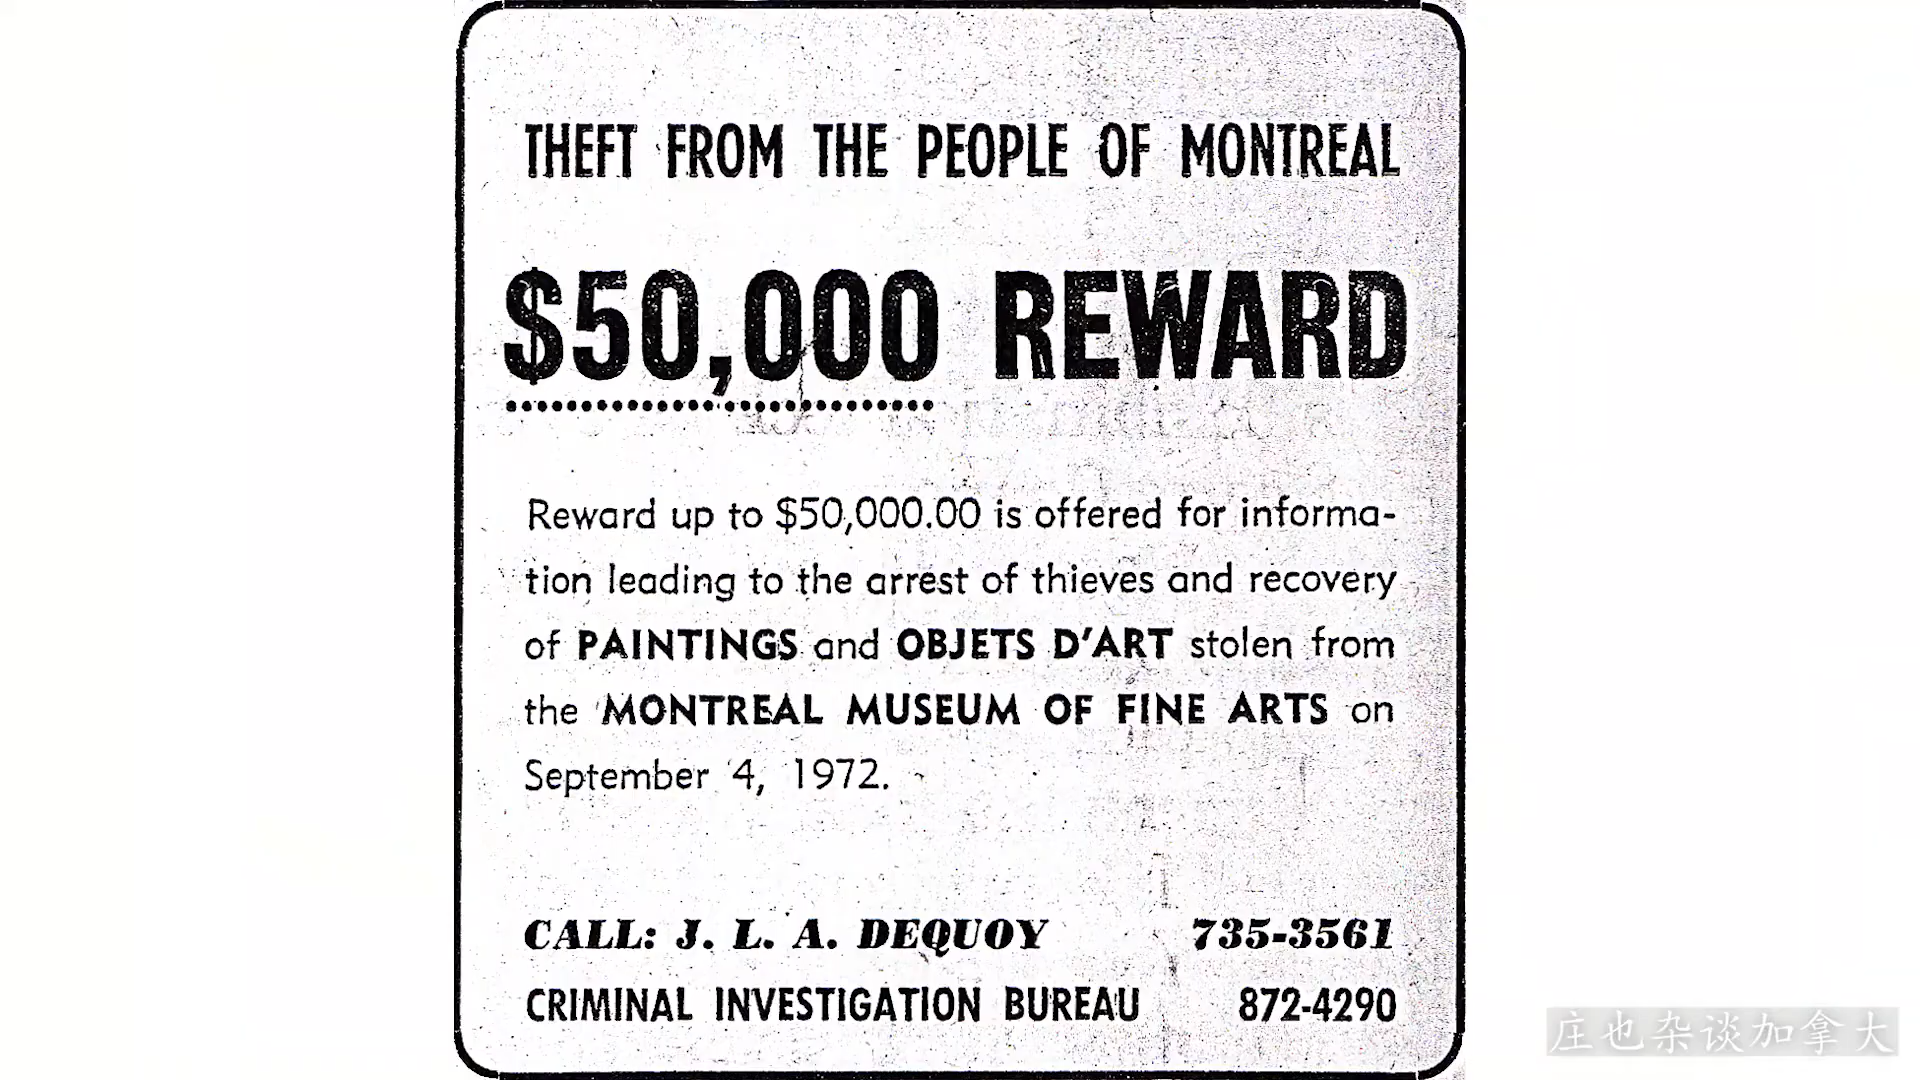 THEFT FROM THE PEOPLE OF MONTREAL
$50,000 REWARD
Reward up to $50,000.00 is offered for informa-
tion leading to the arrest of thieves and recovery
of PAINTINGS and OBJETS D'ART stolen from
the MONTREAL MUSEUM OF FINE ARTS on
September 4, 1972.
CALL: J. L. A. DEQUOY 735-3561
CRIMINAL INVESTIGATION BUREAU 872-4290
庄也杂谈加拿大